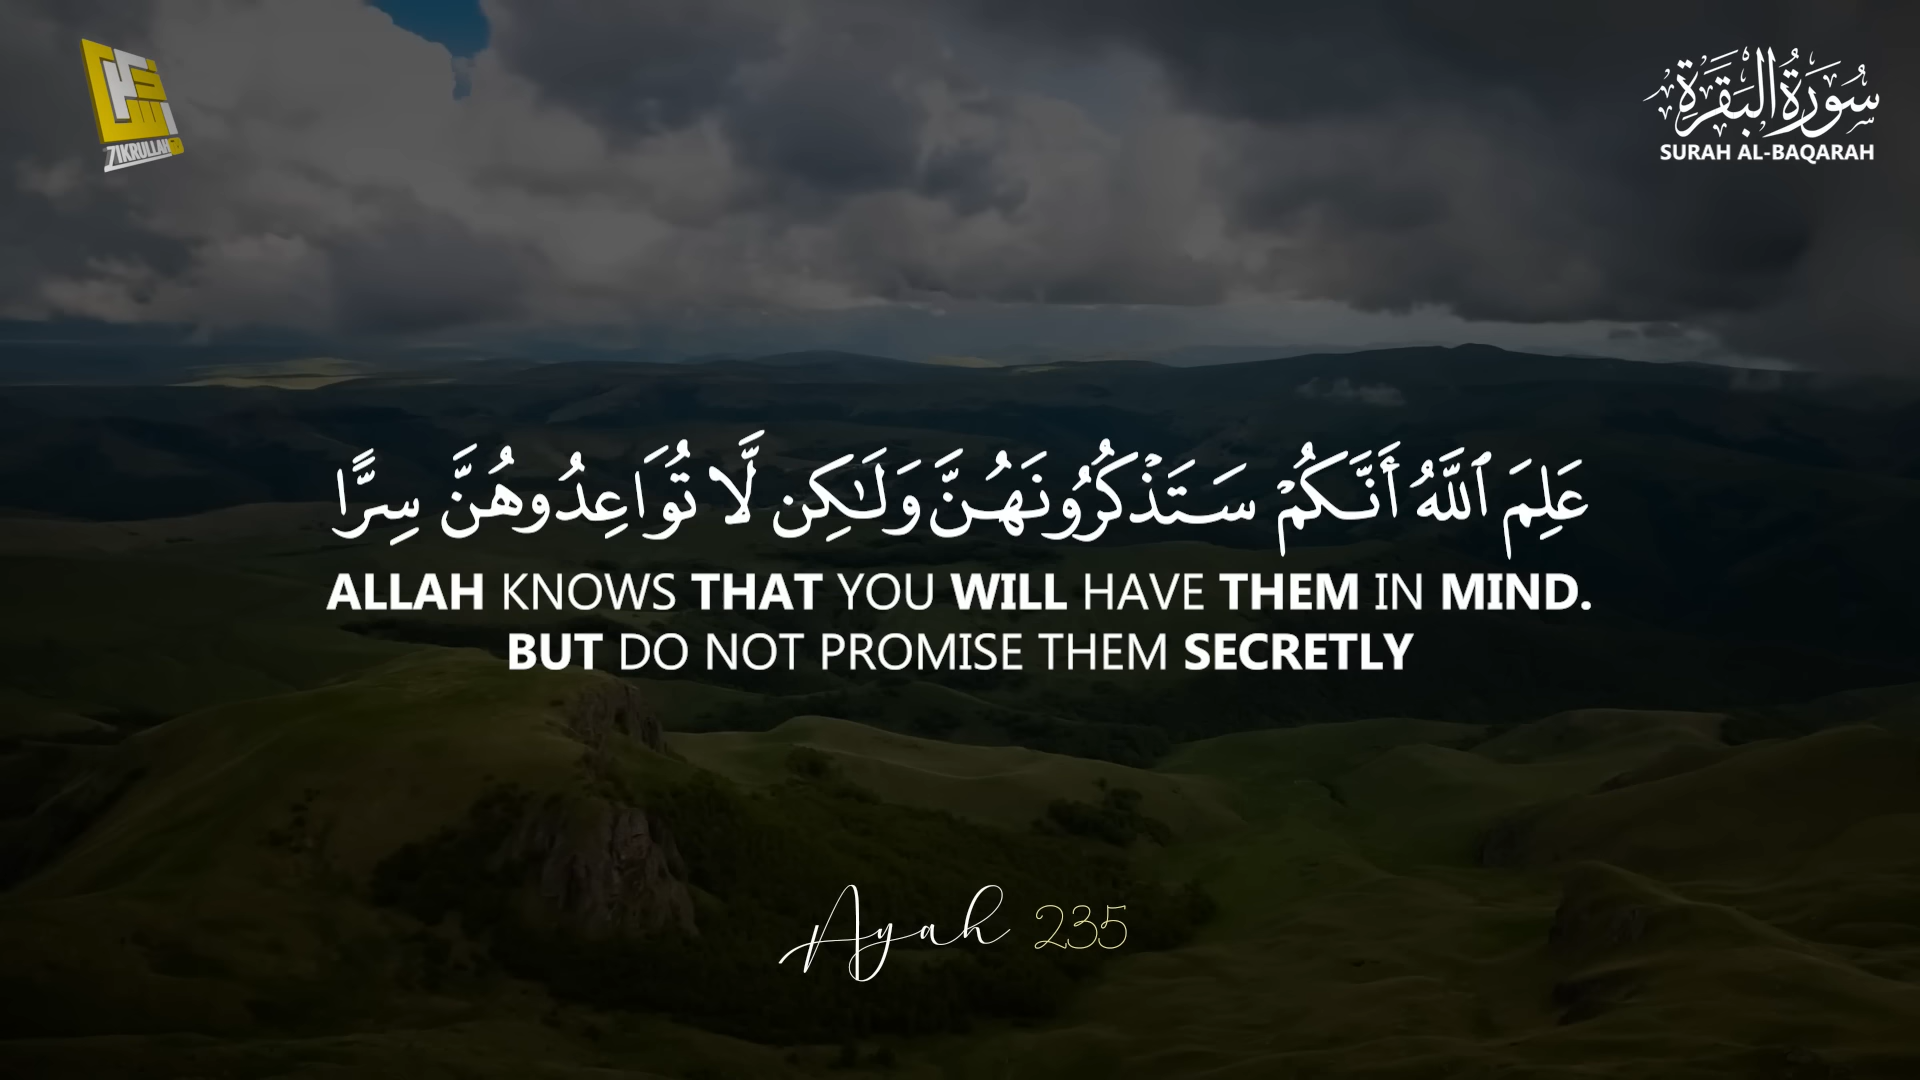 ZIKRULLAH TV
سُورَةُ البَقَرَةِ
SURAH AL-BAQARAH
عَلِمَ ٱللَّهُ أَنَّكُمْ سَتَذْكُرُونَهُنَّ وَلَـٰكِن لَّا تُوَاعِدُوهُنَّ سِرًّا
ALLAH KNOWS THAT YOU WILL HAVE THEM IN MIND.
BUT DO NOT PROMISE THEM SECRETLY
Ayah 235